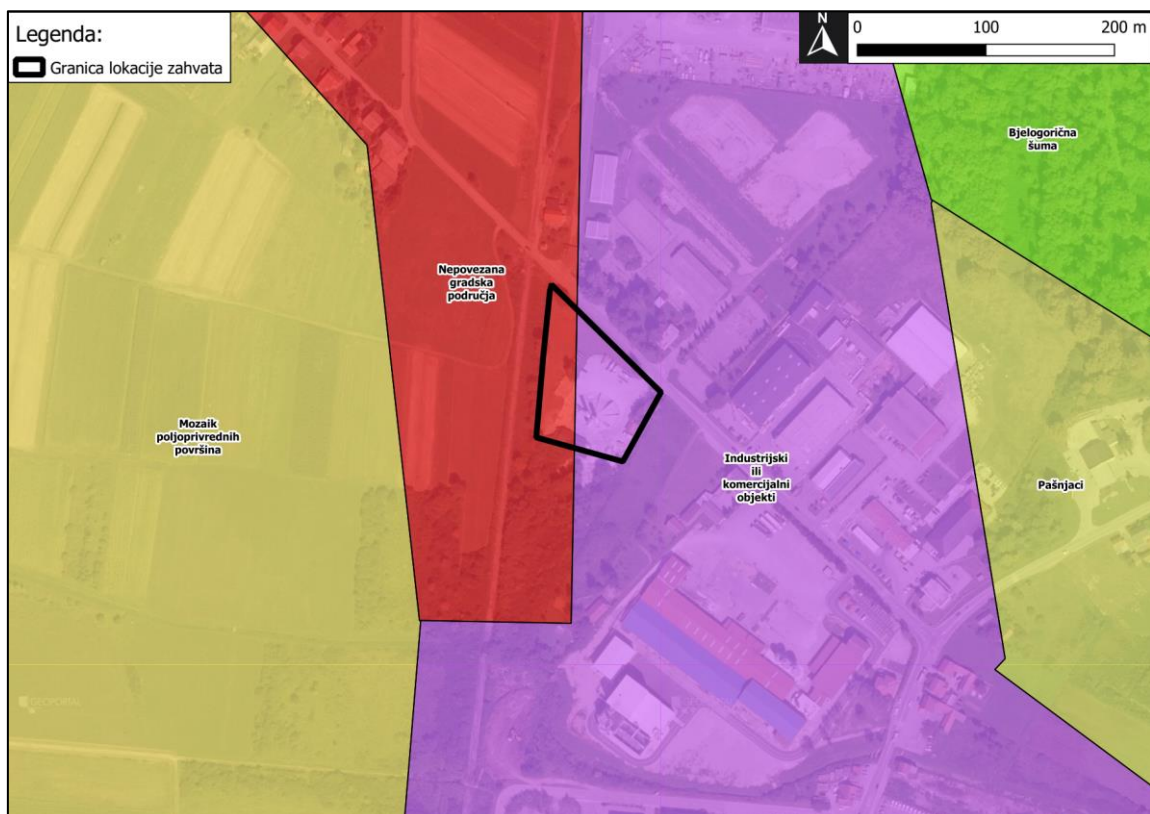 Legenda:
Granica lokacije zahvata
N
0
100
200 m
Bjelogorična
šuma
Nepovezana
gradska
područja
Mozaik
poljoprivrednih
površina
Industrijski
ili
komercijalni
objekti
Pašnjaci
GEOPORTAL